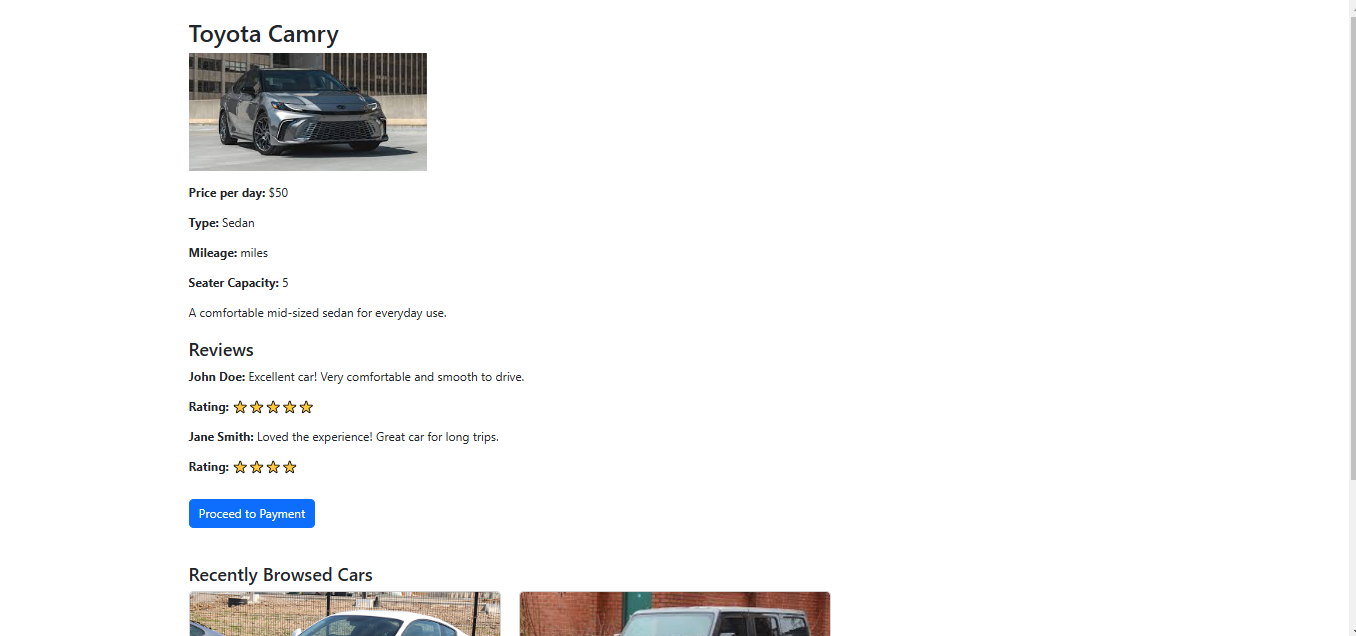 Toyota Camry
Price per day: $50
Type: Sedan
Mileage: miles
Seater Capacity: 5
A comfortable mid-sized sedan for everyday use.
Reviews
John Doe: Excellent car! Very comfortable and smooth to drive.
Rating: ⭐⭐⭐⭐⭐
Jane Smith: Loved the experience! Great car for long trips.
Rating: ⭐⭐⭐⭐
Proceed to Payment
Recently Browsed Cars